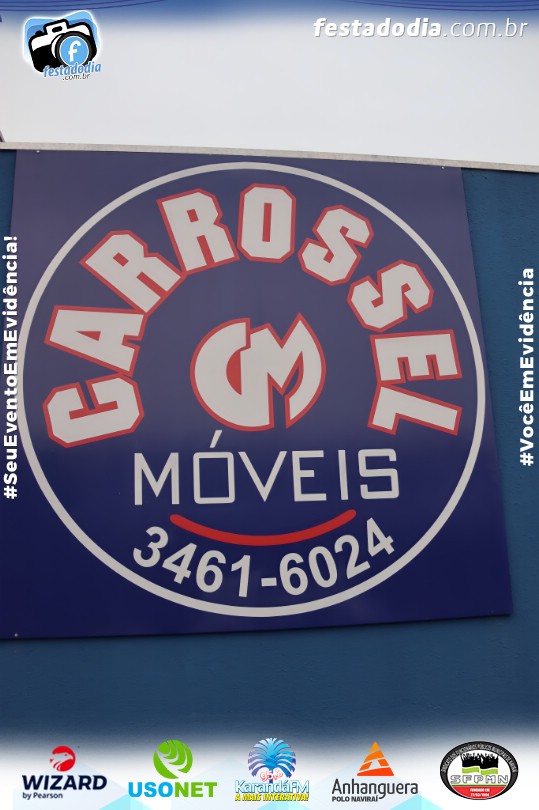 festadodia.com.br
f
festadodia
.com.br
#SeuEventoEmEvidência!
#VocêEmEvidência
CARROSSEL
CM
MÓVEIS
3461-6024
WIZARD
by Pearson
USONET
KarandáFM
A MAIS INTERATIVA!
Anhanguera
POLO NAVIRAÍ
SFPMN